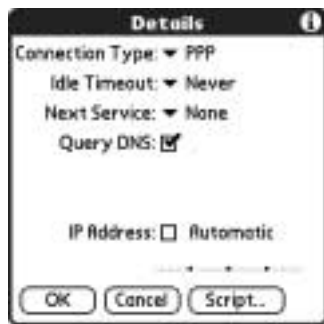 Details
Connection Type: PPP
Idle Timeout: Never
Next Service: None
Query DNS:
IP Address: Automatic
OK Cancel Script..